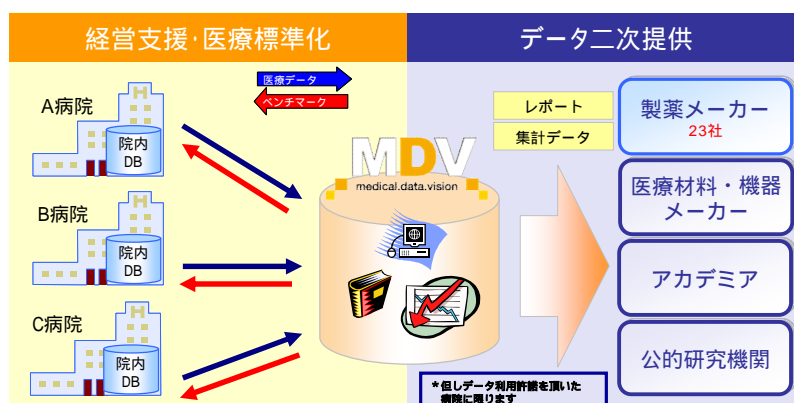 経営支援・医療標準化
データ二次提供
医療データ
ベンチマーク
A病院
院内
DB
B病院
院内
DB
C病院
院内
DB
H
H
H
MDV
medical.data.vision
レポート
集計データ
製薬メーカー
23社
医療材料・機器
メーカー
アカデミア
公的研究機関
*但しデータ利用許諾を頂いた
病院に限ります